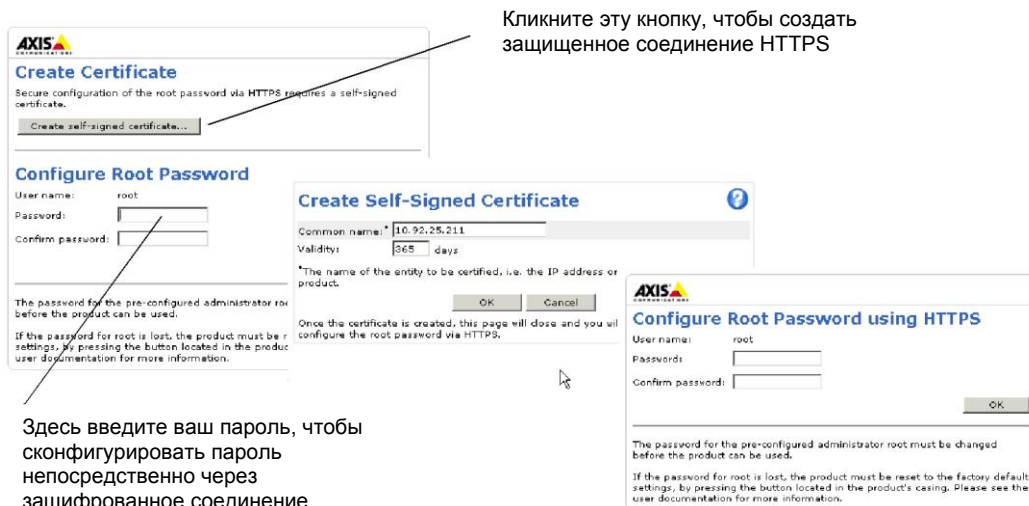 Кликните эту кнопку, чтобы создать
защищенное соединение HTTPS
AXIS
COMMUNICATIONS
Create Certificate
Secure configuration of the root password via HTTPS requires a self-signed
certificate.
Create self-signed certificate...
Configure Root Password
User name: root
Password:
Confirm password:
The password for the pre-configured administrator roo
before the product can be used.
If the password for root is lost, the product must be r
settings, by pressing the button located in the produc
user documentation for more information.
Create Self-Signed Certificate
Common name:* 10.92.25.211
Validity: 365 days
*The name of the entity to be certified, i.e. the IP address or
product.
OK Cancel
Once the certificate is created, this page will close and you wil
configure the root password via HTTPS.
AXIS
COMMUNICATIONS
Configure Root Password using HTTPS
User name: root
Password:
Confirm password:
OK
The password for the pre-configured administrator root must be changed
before the product can be used.
If the password for root is lost, the product must be reset to the factory default
settings, by pressing the button located in the product's casing. Please see the
user documentation for more information.
Здесь введите ваш пароль, чтобы
сконфигурировать пароль
непосредственно через
зашифрованное соединение